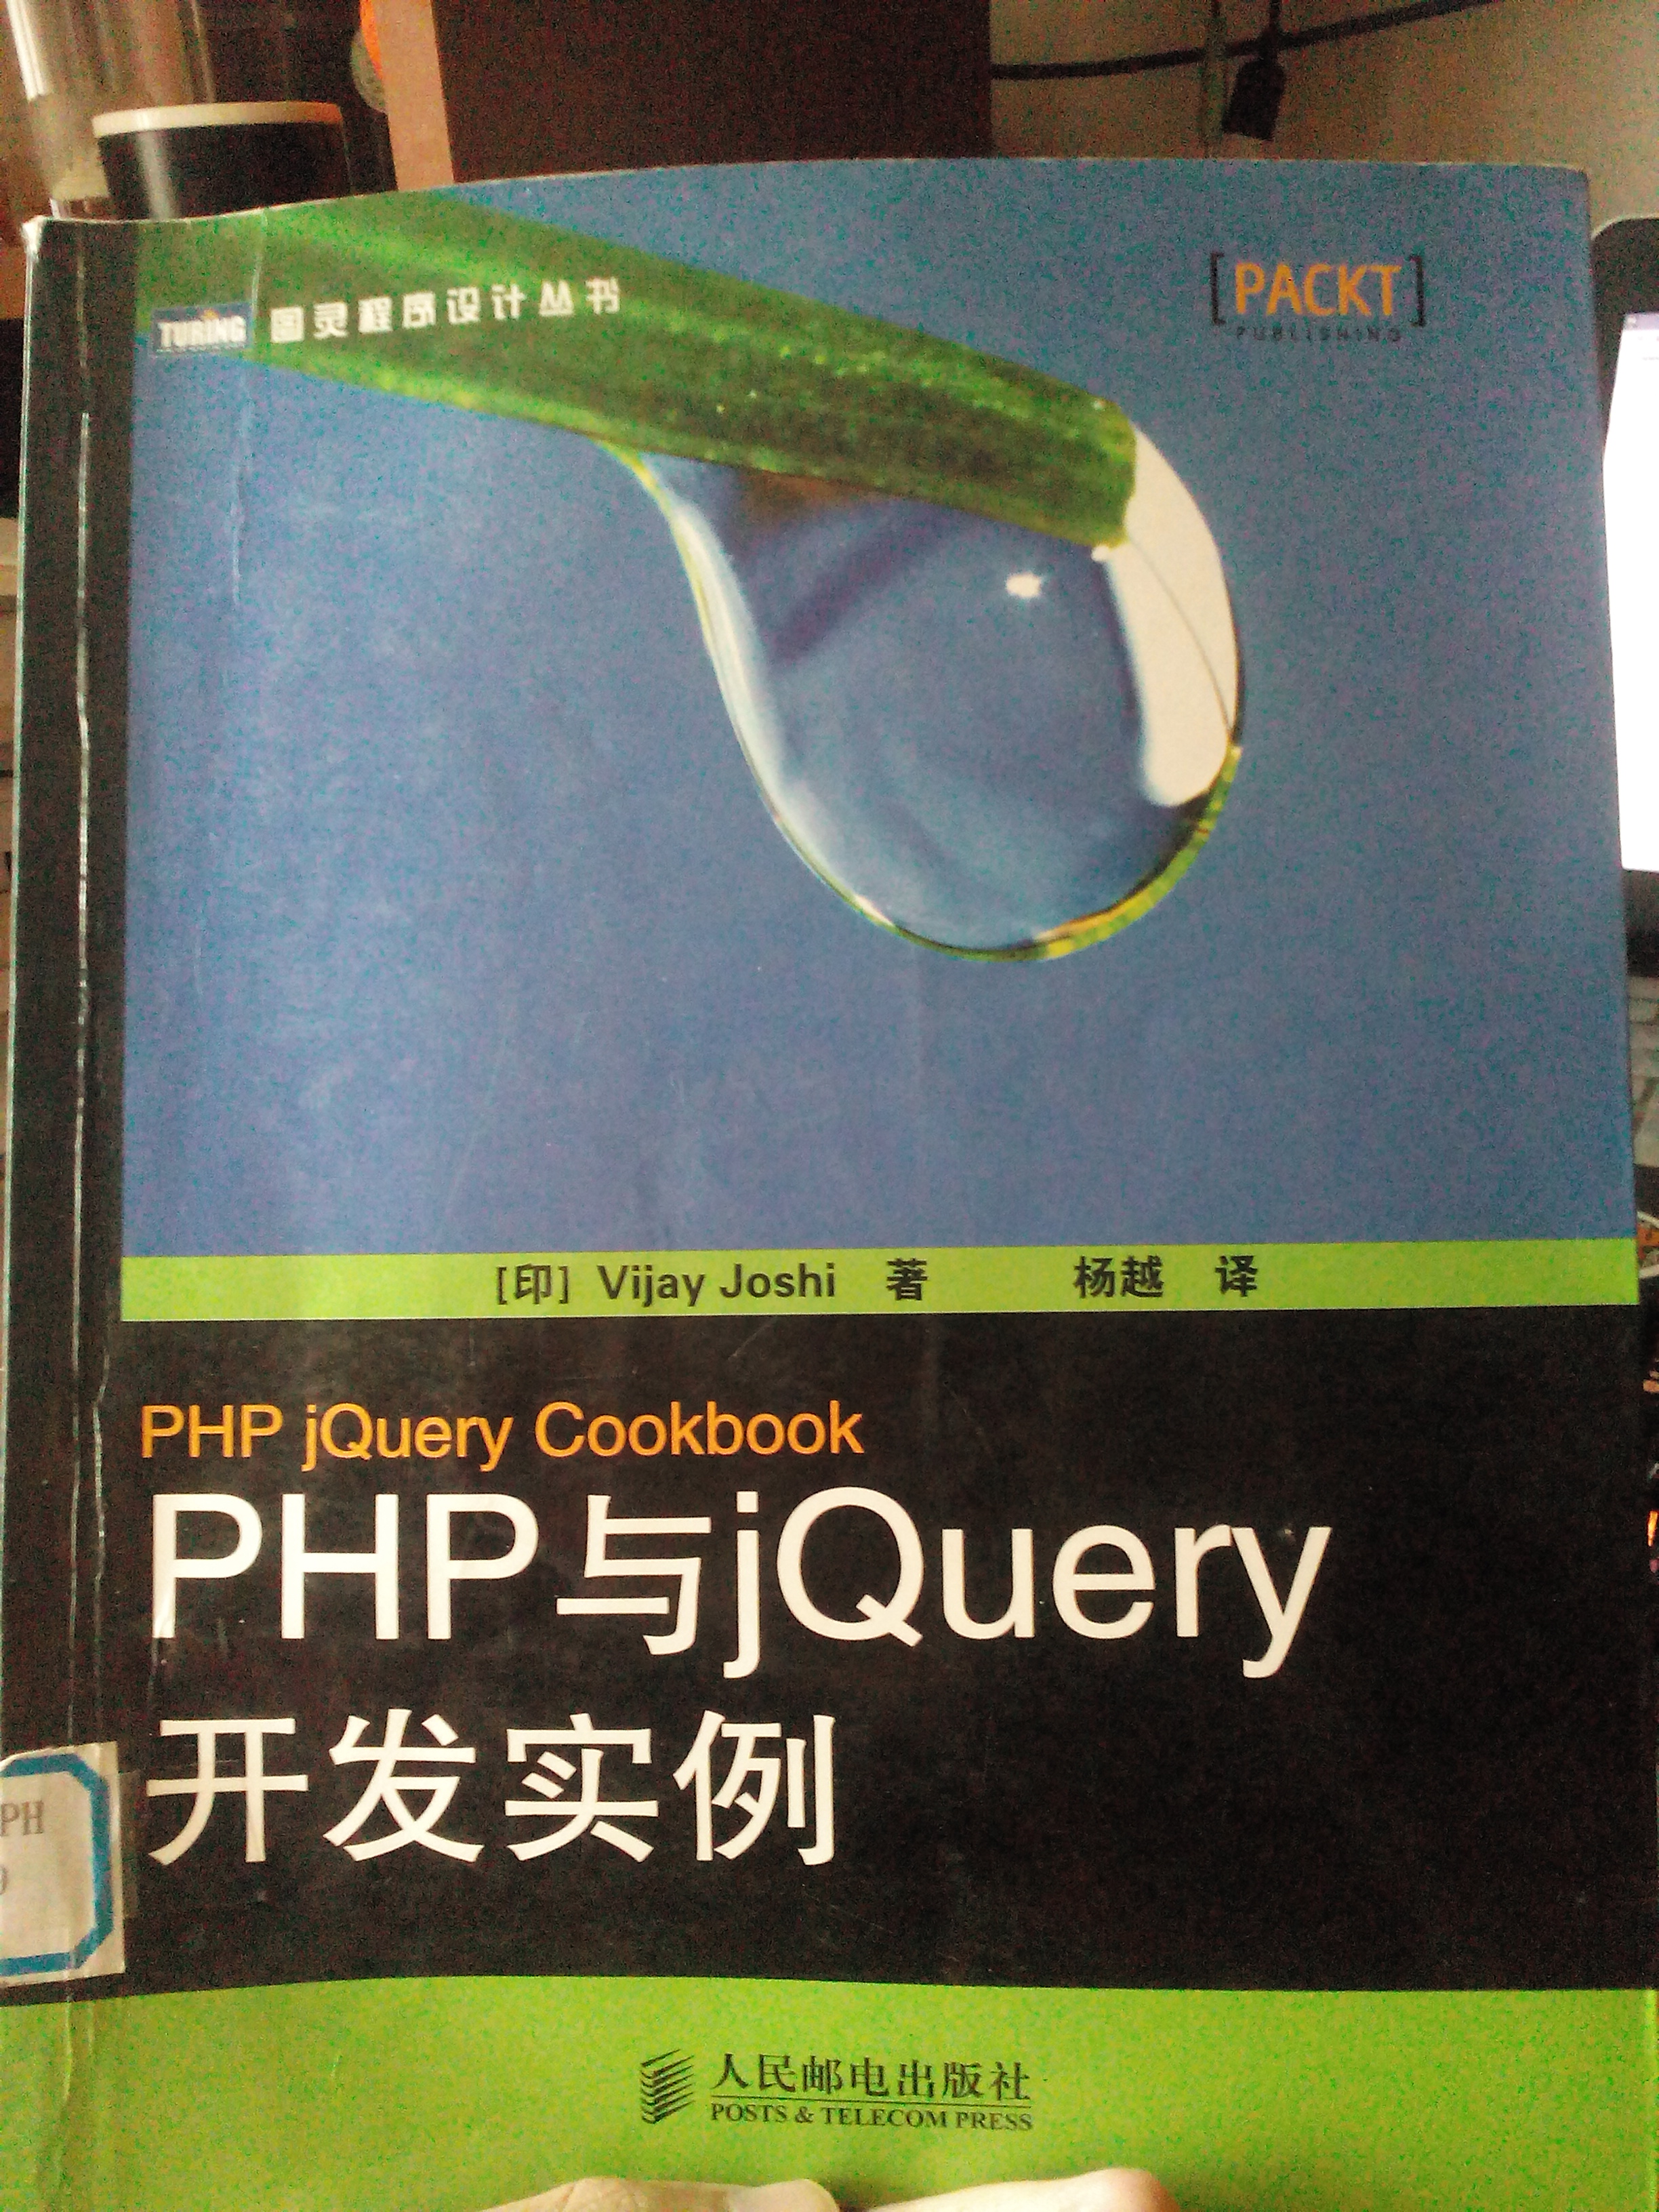 TURING 图灵程序设计丛书
[PACKT]
PUBLISHING
[印] Vijay Joshi 著 杨越 译
PHP jQuery Cookbook
PHP与jQuery
开发实例
PH
9
人民邮电出版社
POSTS & TELECOM PRESS